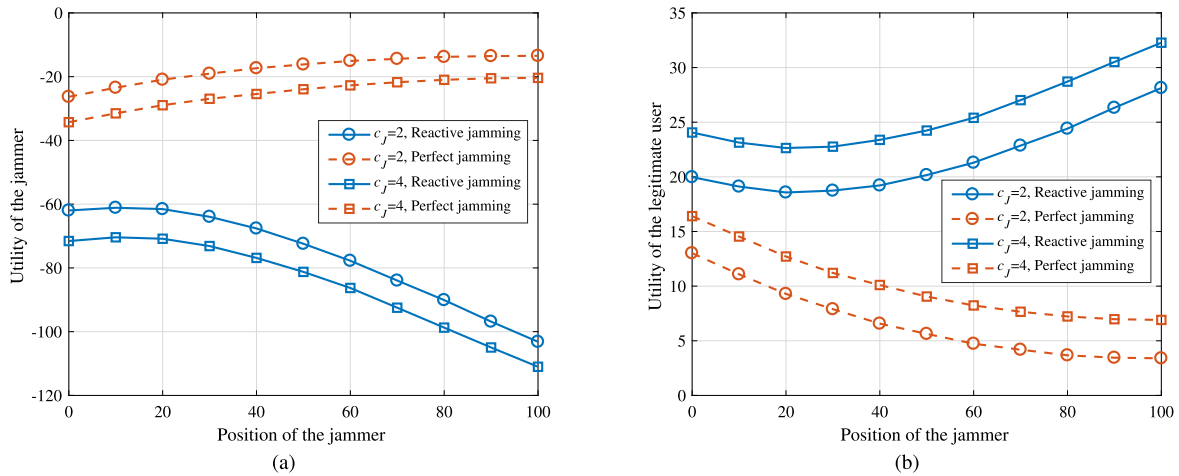 0
-20
-40
-60
-80
-100
-120
Utility of the jammer
c_J=2, Reactive jamming
c_J=2, Perfect jamming
c_J=4, Reactive jamming
c_J=4, Perfect jamming
0 20 40 60 80 100
Position of the jammer
(a)
35
30
25
20
15
10
5
0
Utility of the legitimate user
c_J=2, Reactive jamming
c_J=2, Perfect jamming
c_J=4, Reactive jamming
c_J=4, Perfect jamming
0 20 40 60 80 100
Position of the jammer
(b)